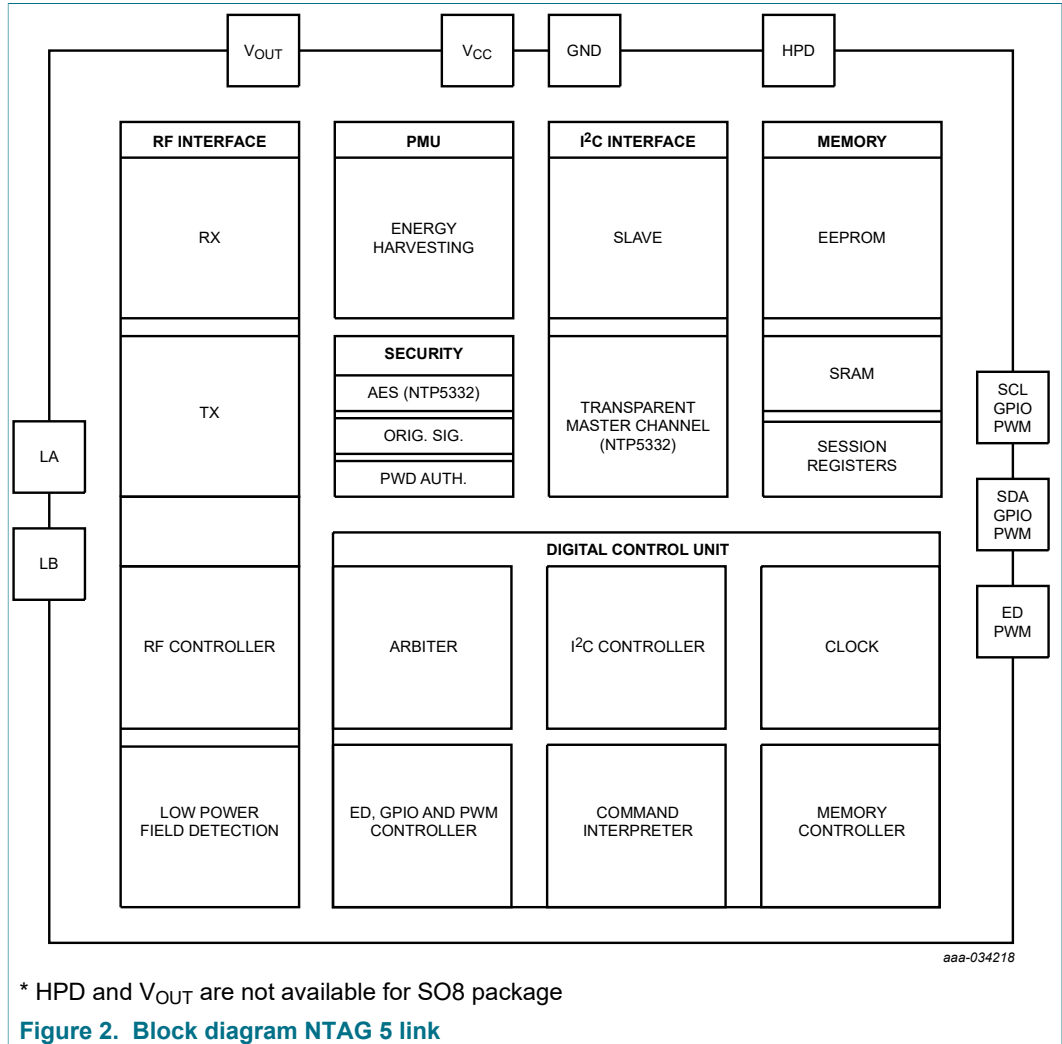 VOUT
VCC
GND
HPD
RF INTERFACE
RX
TX
RF CONTROLLER
LOW POWER
FIELD DETECTION
PMU
ENERGY
HARVESTING
SECURITY
AES (NTP5332)
ORIG. SIG.
PWD AUTH.
I2C INTERFACE
SLAVE
TRANSPARENT
MASTER CHANNEL
(NTP5332)
MEMORY
EEPROM
SRAM
SESSION
REGISTERS
DIGITAL CONTROL UNIT
ARBITER
I2C CONTROLLER
CLOCK
ED, GPIO AND PWM
CONTROLLER
COMMAND
INTERPRETER
MEMORY
CONTROLLER
LA
LB
SCL
GPIO
PWM
SDA
GPIO
PWM
ED
PWM
aaa-034218
* HPD and VOUT are not available for SO8 package
Figure 2. Block diagram NTAG 5 link